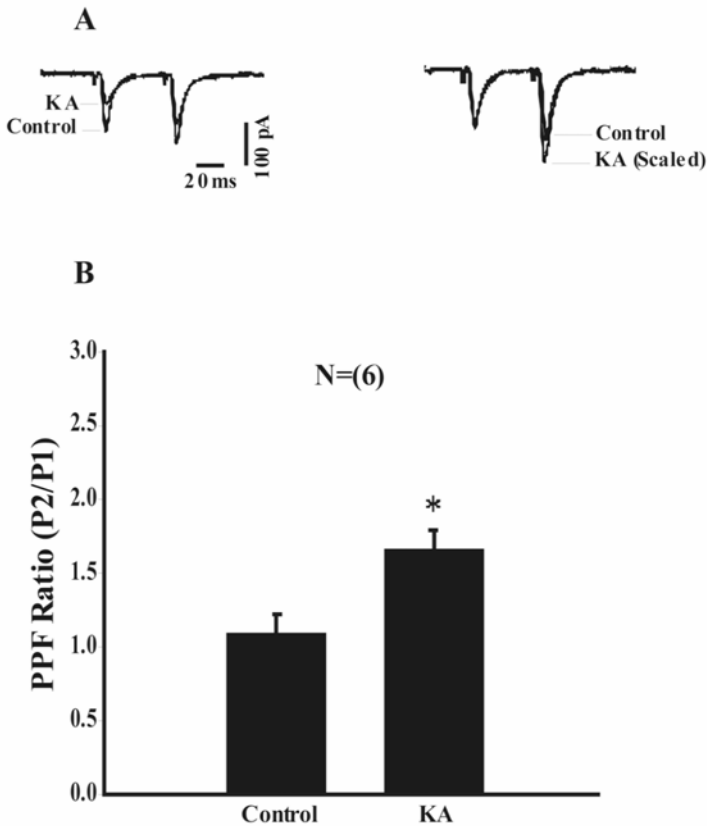 A
KA
Control
20 ms
100 pA
Control
KA (Scaled)
B
N=(6)
PPF Ratio (P2/P1)
3.0
2.5
2.0
*
1.5
1.0
0.5
0.0
Control
KA